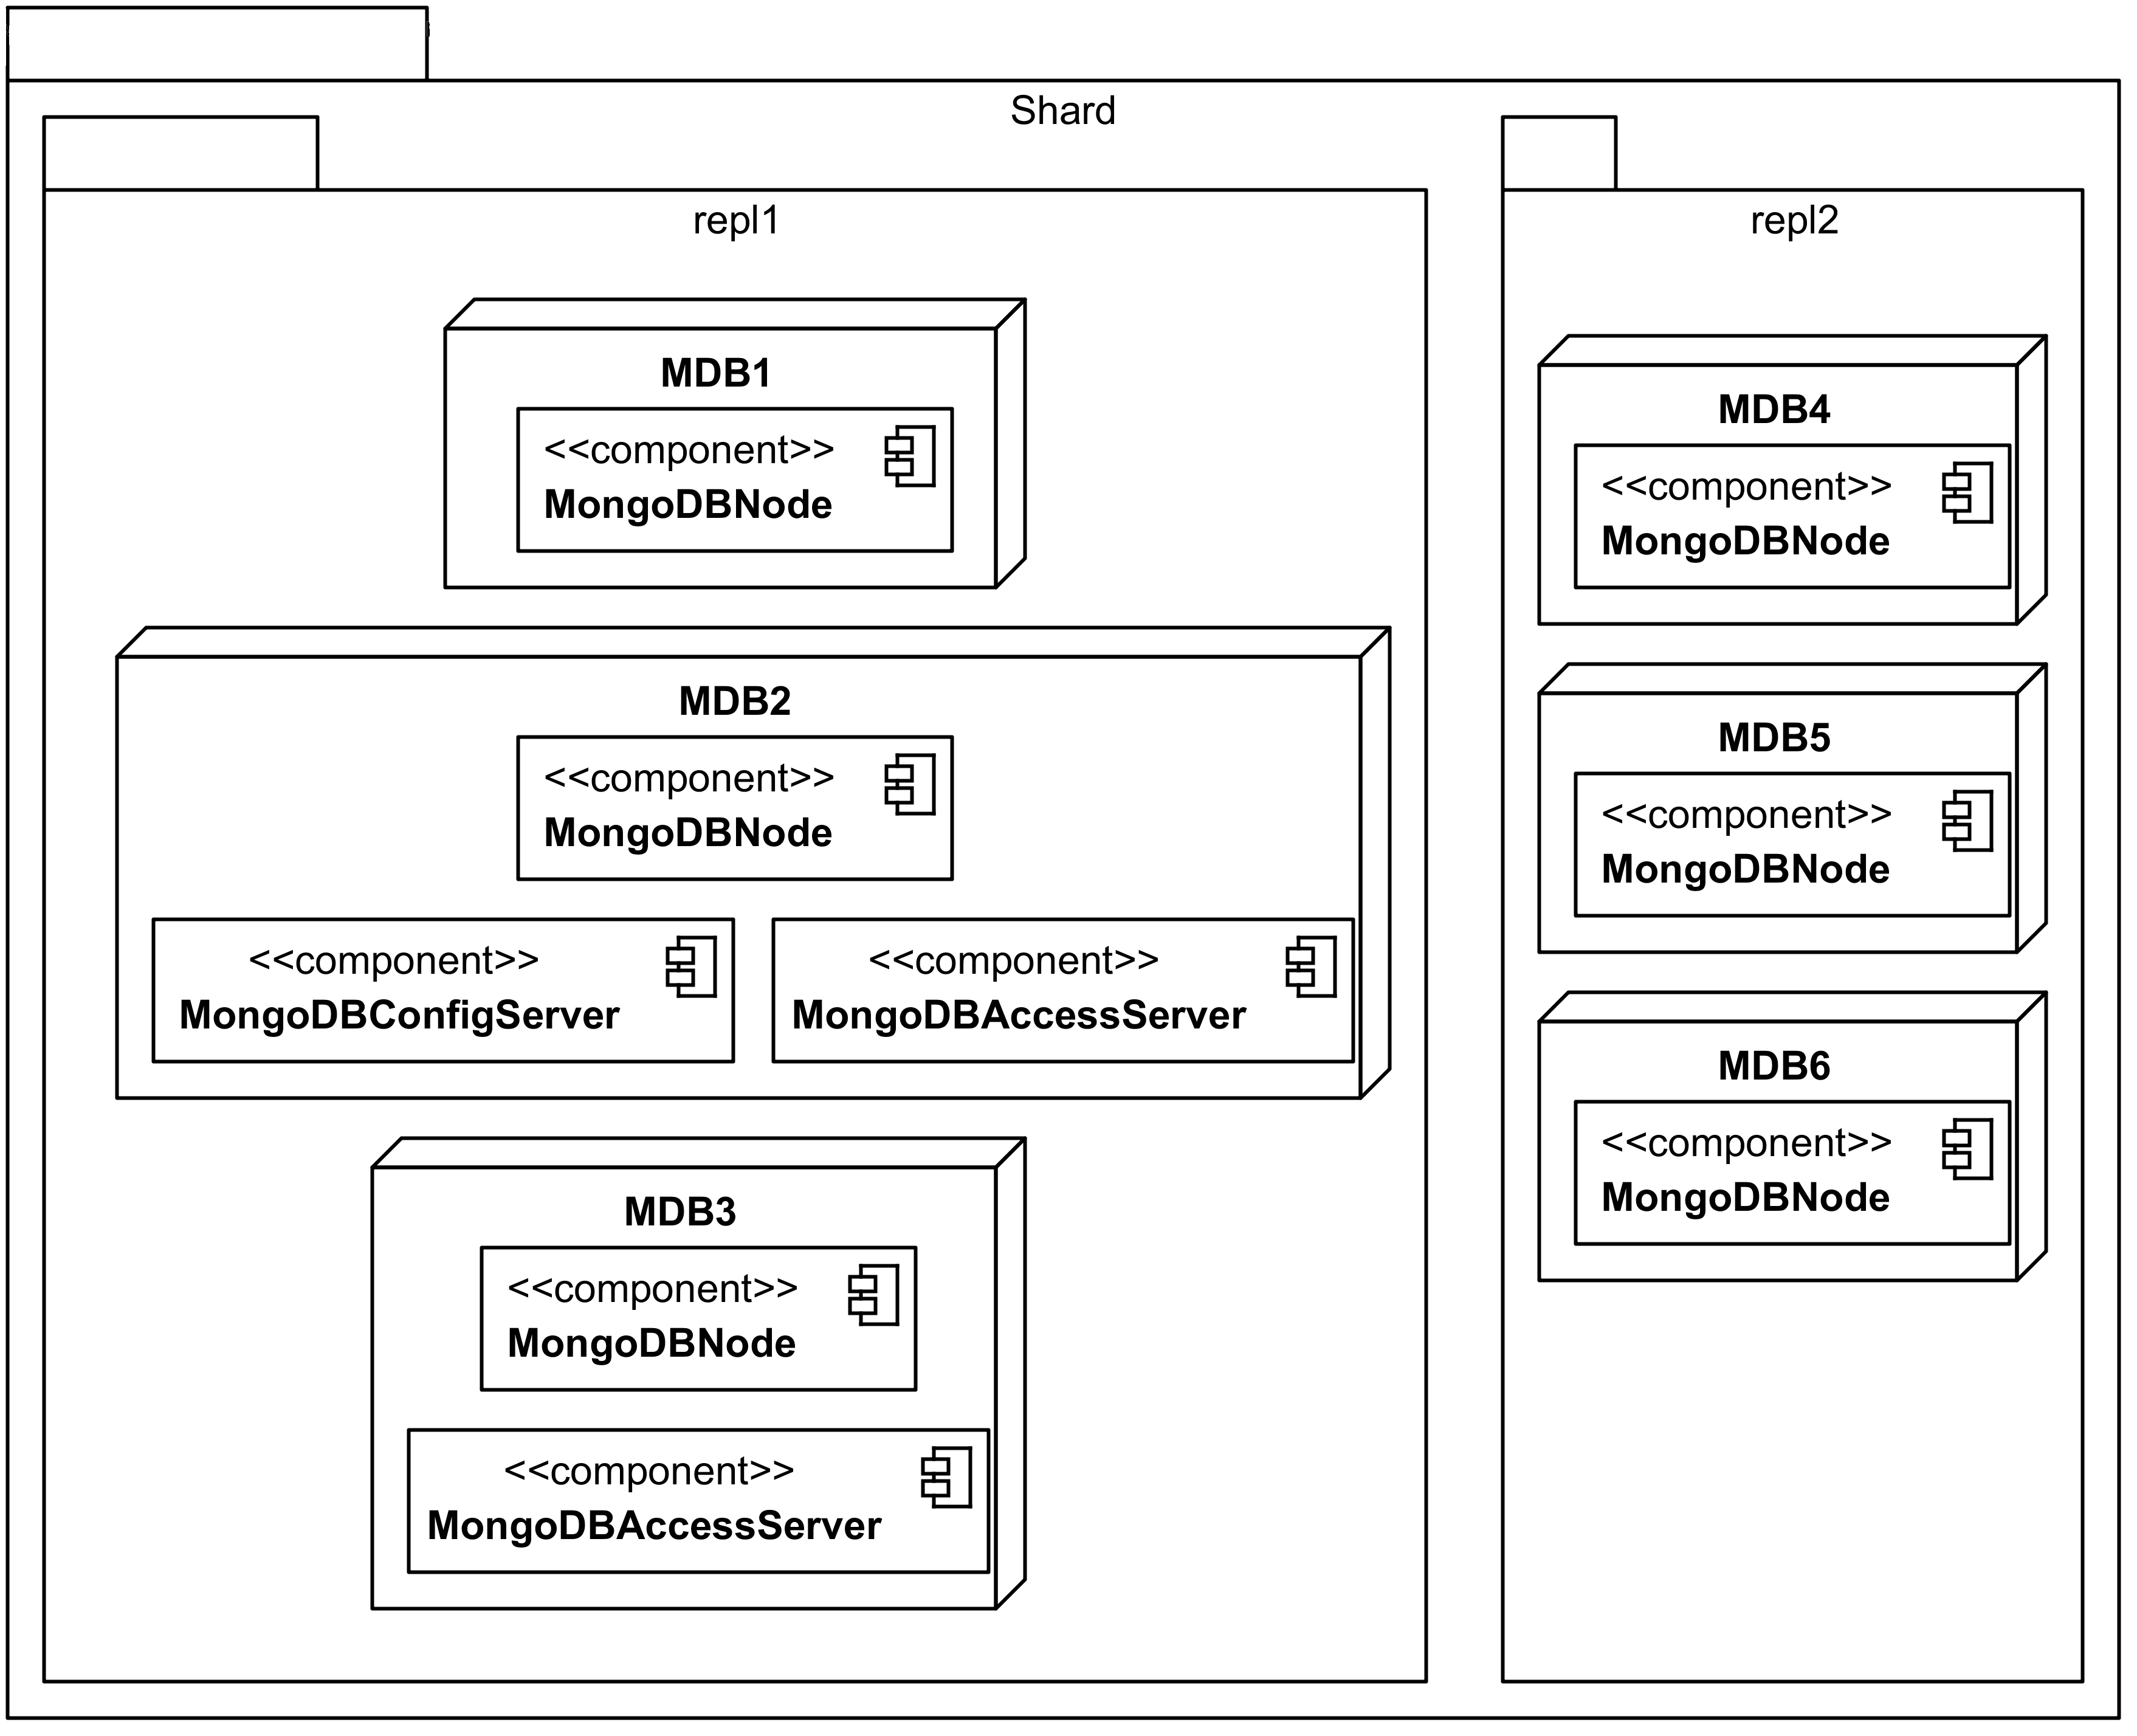 Shard
repl1
MDB1
<<component>>
MongoDBNode
MDB2
<<component>>
MongoDBNode
<<component>>
MongoDBConfigServer
<<component>>
MongoDBAccessServer
MDB3
<<component>>
MongoDBNode
<<component>>
MongoDBAccessServer
repl2
MDB4
<<component>>
MongoDBNode
MDB5
<<component>>
MongoDBNode
MDB6
<<component>>
MongoDBNode